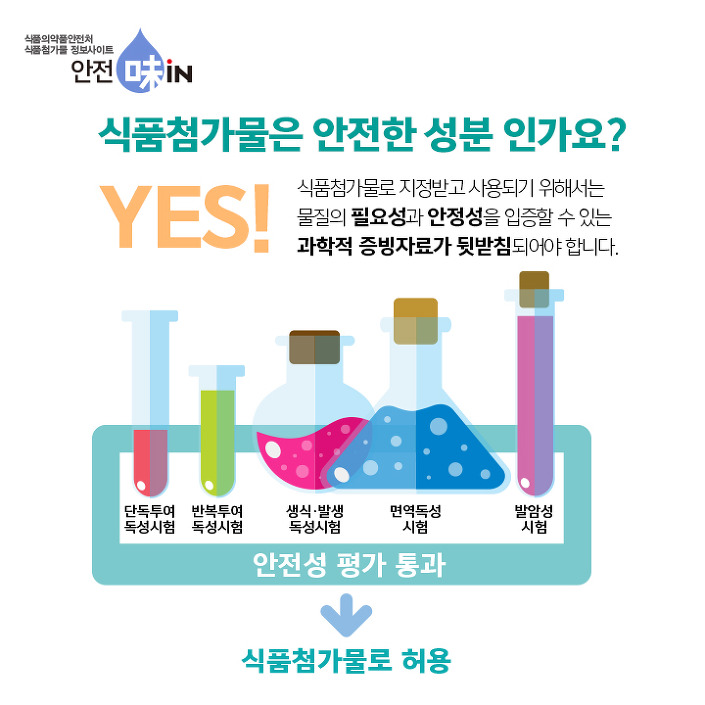 식품의약품안전처
식품첨가물 정보사이트
안전 味iN
식품첨가물은 안전한 성분 인가요?
YES!
식품첨가물로 지정받고 사용되기 위해서는
물질의 필요성과 안정성을 입증할 수 있는
과학적 증빙자료가 뒷받침되어야 합니다.
단독투여
독성시험
반복투여
독성시험
생식·발생
독성시험
면역독성
시험
발암성
시험
안전성 평가 통과
식품첨가물로 허용